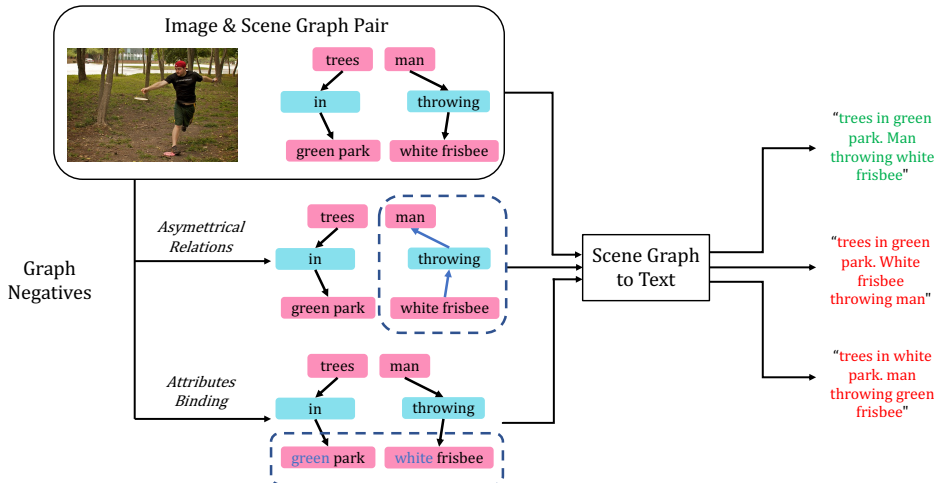 Image & Scene Graph Pair
trees
man
in
throwing
green park
white frisbee
Asymettrical
Relations
trees
man
in
throwing
green park
white frisbee
Graph
Negatives
Attributes
Binding
trees
man
in
throwing
green park
white frisbee
Scene Graph
to Text
“trees in green
park. Man
throwing white
frisbee”
“trees in green
park. White
frisbee
throwing man”
“trees in white
park. man
throwing green
frisbee”